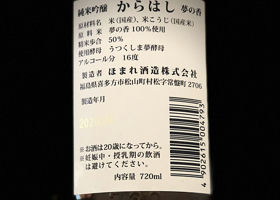 純米吟醸 からはし 夢の香
原材料名 米(国産)、米こうじ(国産米)
原料米 夢の香100%使用
精米歩合 50%
使用酵母 うつくしま夢酵母
アルコール分 16度
製造者 ほまれ酒造株式会社
福島県喜多方市松山町村松字常盤町2706
製造年月
※お酒は20歳になってから。
※妊娠中・授乳期の飲酒
は避けてください。
内容量 720ml
4902615004793